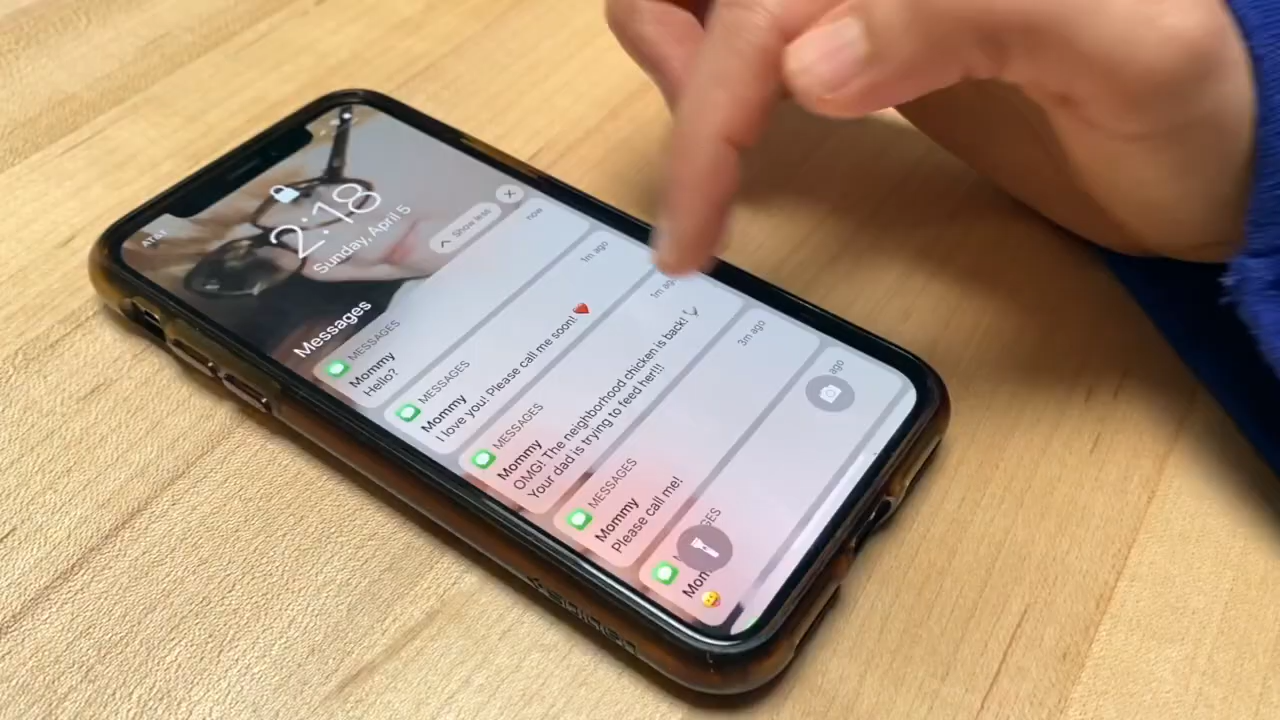 AT&T
2:18
Sunday, April 5
Messages
Show less
MESSAGES
now
Mommy
Hello?
MESSAGES
1m ago
Mommy
I love you! Please call me soon! ❤️
MESSAGES
1m ago
Mommy
OMG! The neighborhood chicken is back!
Your dad is trying to feed her!!!
MESSAGES
3m ago
Mommy
Please call me!
ago